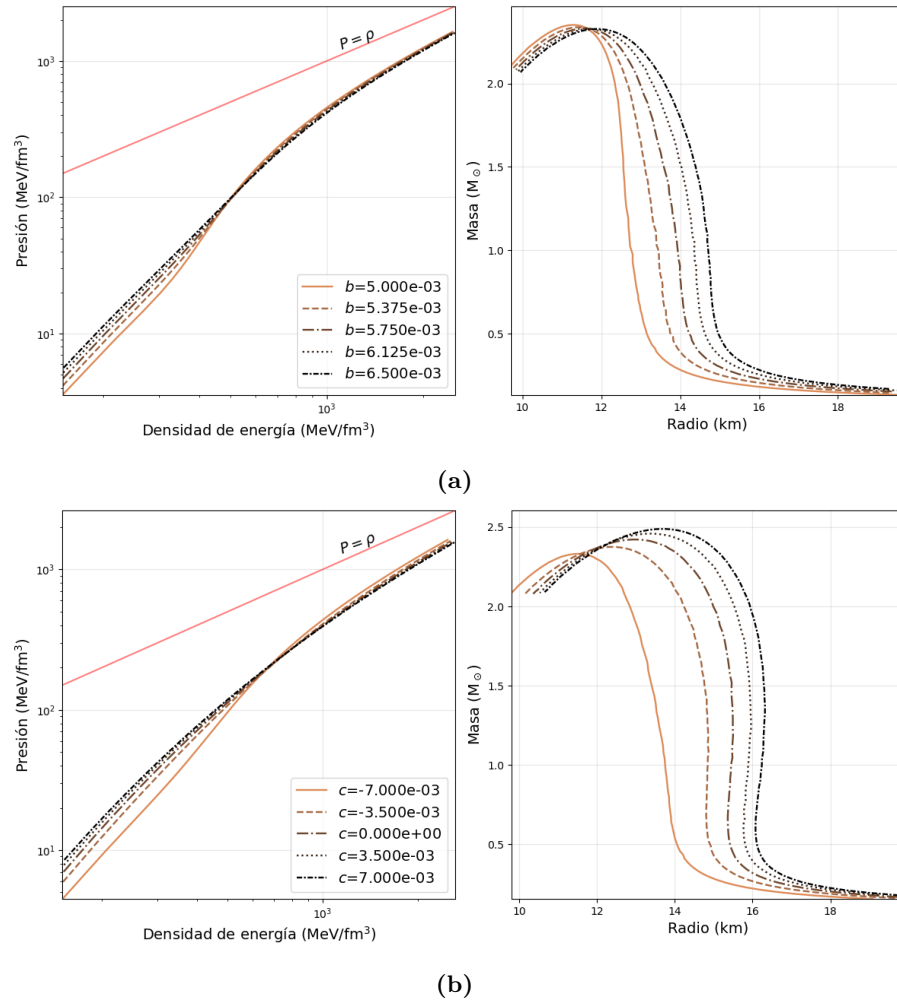 10³
10²
10¹
Presión (MeV/fm³)
P = ρ
b=5.000e-03
b=5.375e-03
b=5.750e-03
b=6.125e-03
b=6.500e-03
10³
Densidad de energía (MeV/fm³)
2.0
1.5
1.0
0.5
Masa (M⊙)
10 12 14 16 18
Radio (km)
(a)
10³
10²
10¹
Presión (MeV/fm³)
P = ρ
c=-7.000e-03
c=-3.500e-03
c=0.000e+00
c=3.500e-03
c=7.000e-03
10³
Densidad de energía (MeV/fm³)
2.5
2.0
1.5
1.0
0.5
Masa (M⊙)
10 12 14 16 18
Radio (km)
(b)